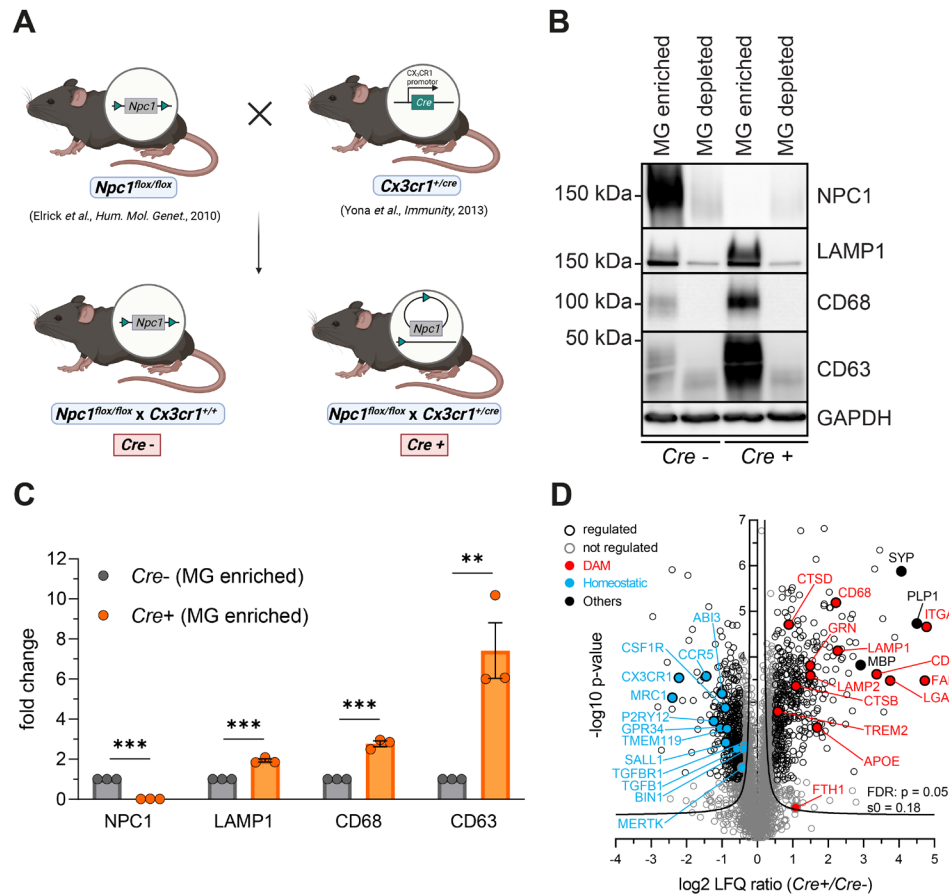 A
Npc1
CX3CR1
promotor
Cre
Npc1flox/flox
Cx3cr1+/cre
(Elrick et al., Hum. Mol. Genet., 2010)
(Yona et al., Immunity, 2013)
Npc1
Npc1
Npc1flox/flox x Cx3cr1+/+
Npc1flox/flox x Cx3cr1+/cre
Cre -
Cre +
B
MG enriched
MG depleted
MG enriched
MG depleted
150 kDa
NPC1
150 kDa
LAMP1
100 kDa
CD68
50 kDa
CD63
GAPDH
Cre -
Cre +
C
fold change
12
10
8
6
4
2
0
Cre- (MG enriched)
Cre+ (MG enriched)
***
***
***
**
NPC1
LAMP1
CD68
CD63
D
regulated
not regulated
DAM
Homeostatic
Others
-log10 p-value
7
6
5
4
3
2
1
0
SYP
PLP1
ITGA
CTSD
CD68
GRN
LAMP1
MBP
CD
FA
LGA
LAMP2
CTSB
TREM2
APOE
FTH1
ABI3
CSF1R
CCR5
CX3CR1
MRC1
P2RY12
GPR34
TMEM119
SALL1
TGFBR1
TGFB1
BIN1
MERTK
FDR: p = 0.05
s0 = 0.18
-4 -3 -2 -1 0 1 2 3 4 5
log2 LFQ ratio (Cre+/Cre-)